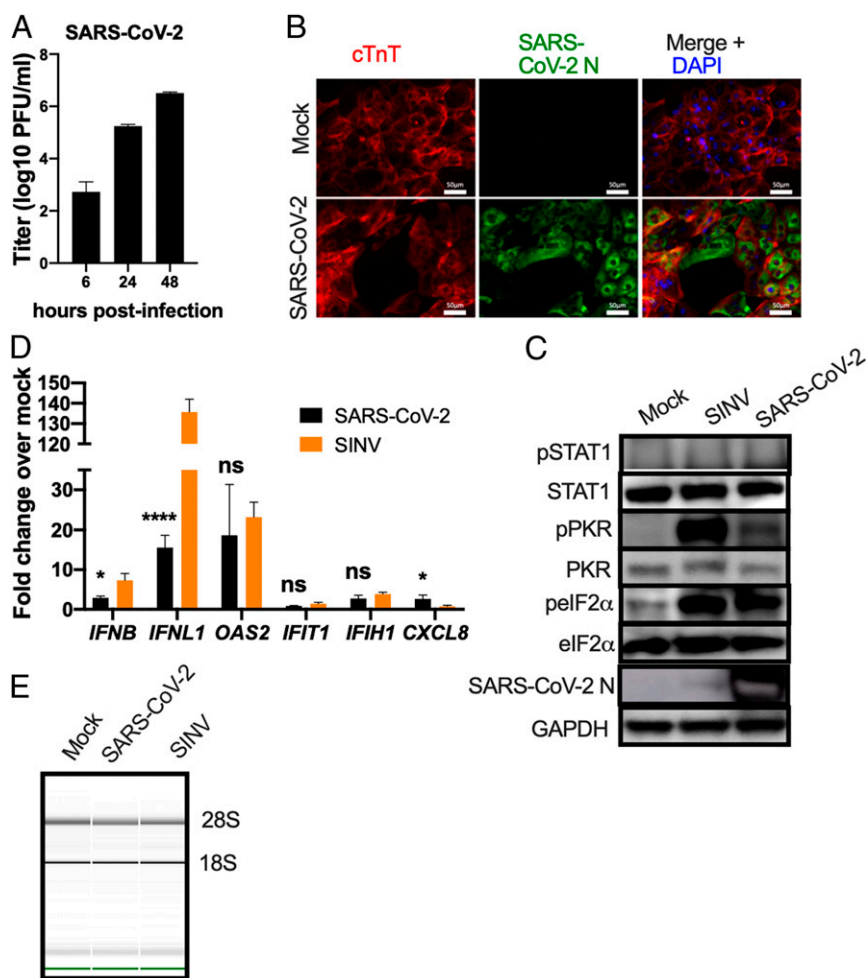 A
SARS-CoV-2
Titer (log10 PFU/ml)
9
6
3
0
6 24 48
hours post-infection
B
cTnT
SARS-
CoV-2 N
Merge +
DAPI
Mock
50µm 50µm 50µm
SARS-CoV-2
50µm 50µm 50µm
D
Fold change over mock
150
140
130
120
30
20
10
0
SARS-CoV-2
SINV
* **** ns ns ns *
IFNB IFNL1 OAS2 IFIT1 IFIH1 CXCL8
C
Mock SINV SARS-CoV-2
pSTAT1
STAT1
pPKR
PKR
peIF2α
eIF2α
SARS-CoV-2 N
GAPDH
E
Mock SARS-CoV-2 SINV
28S
18S